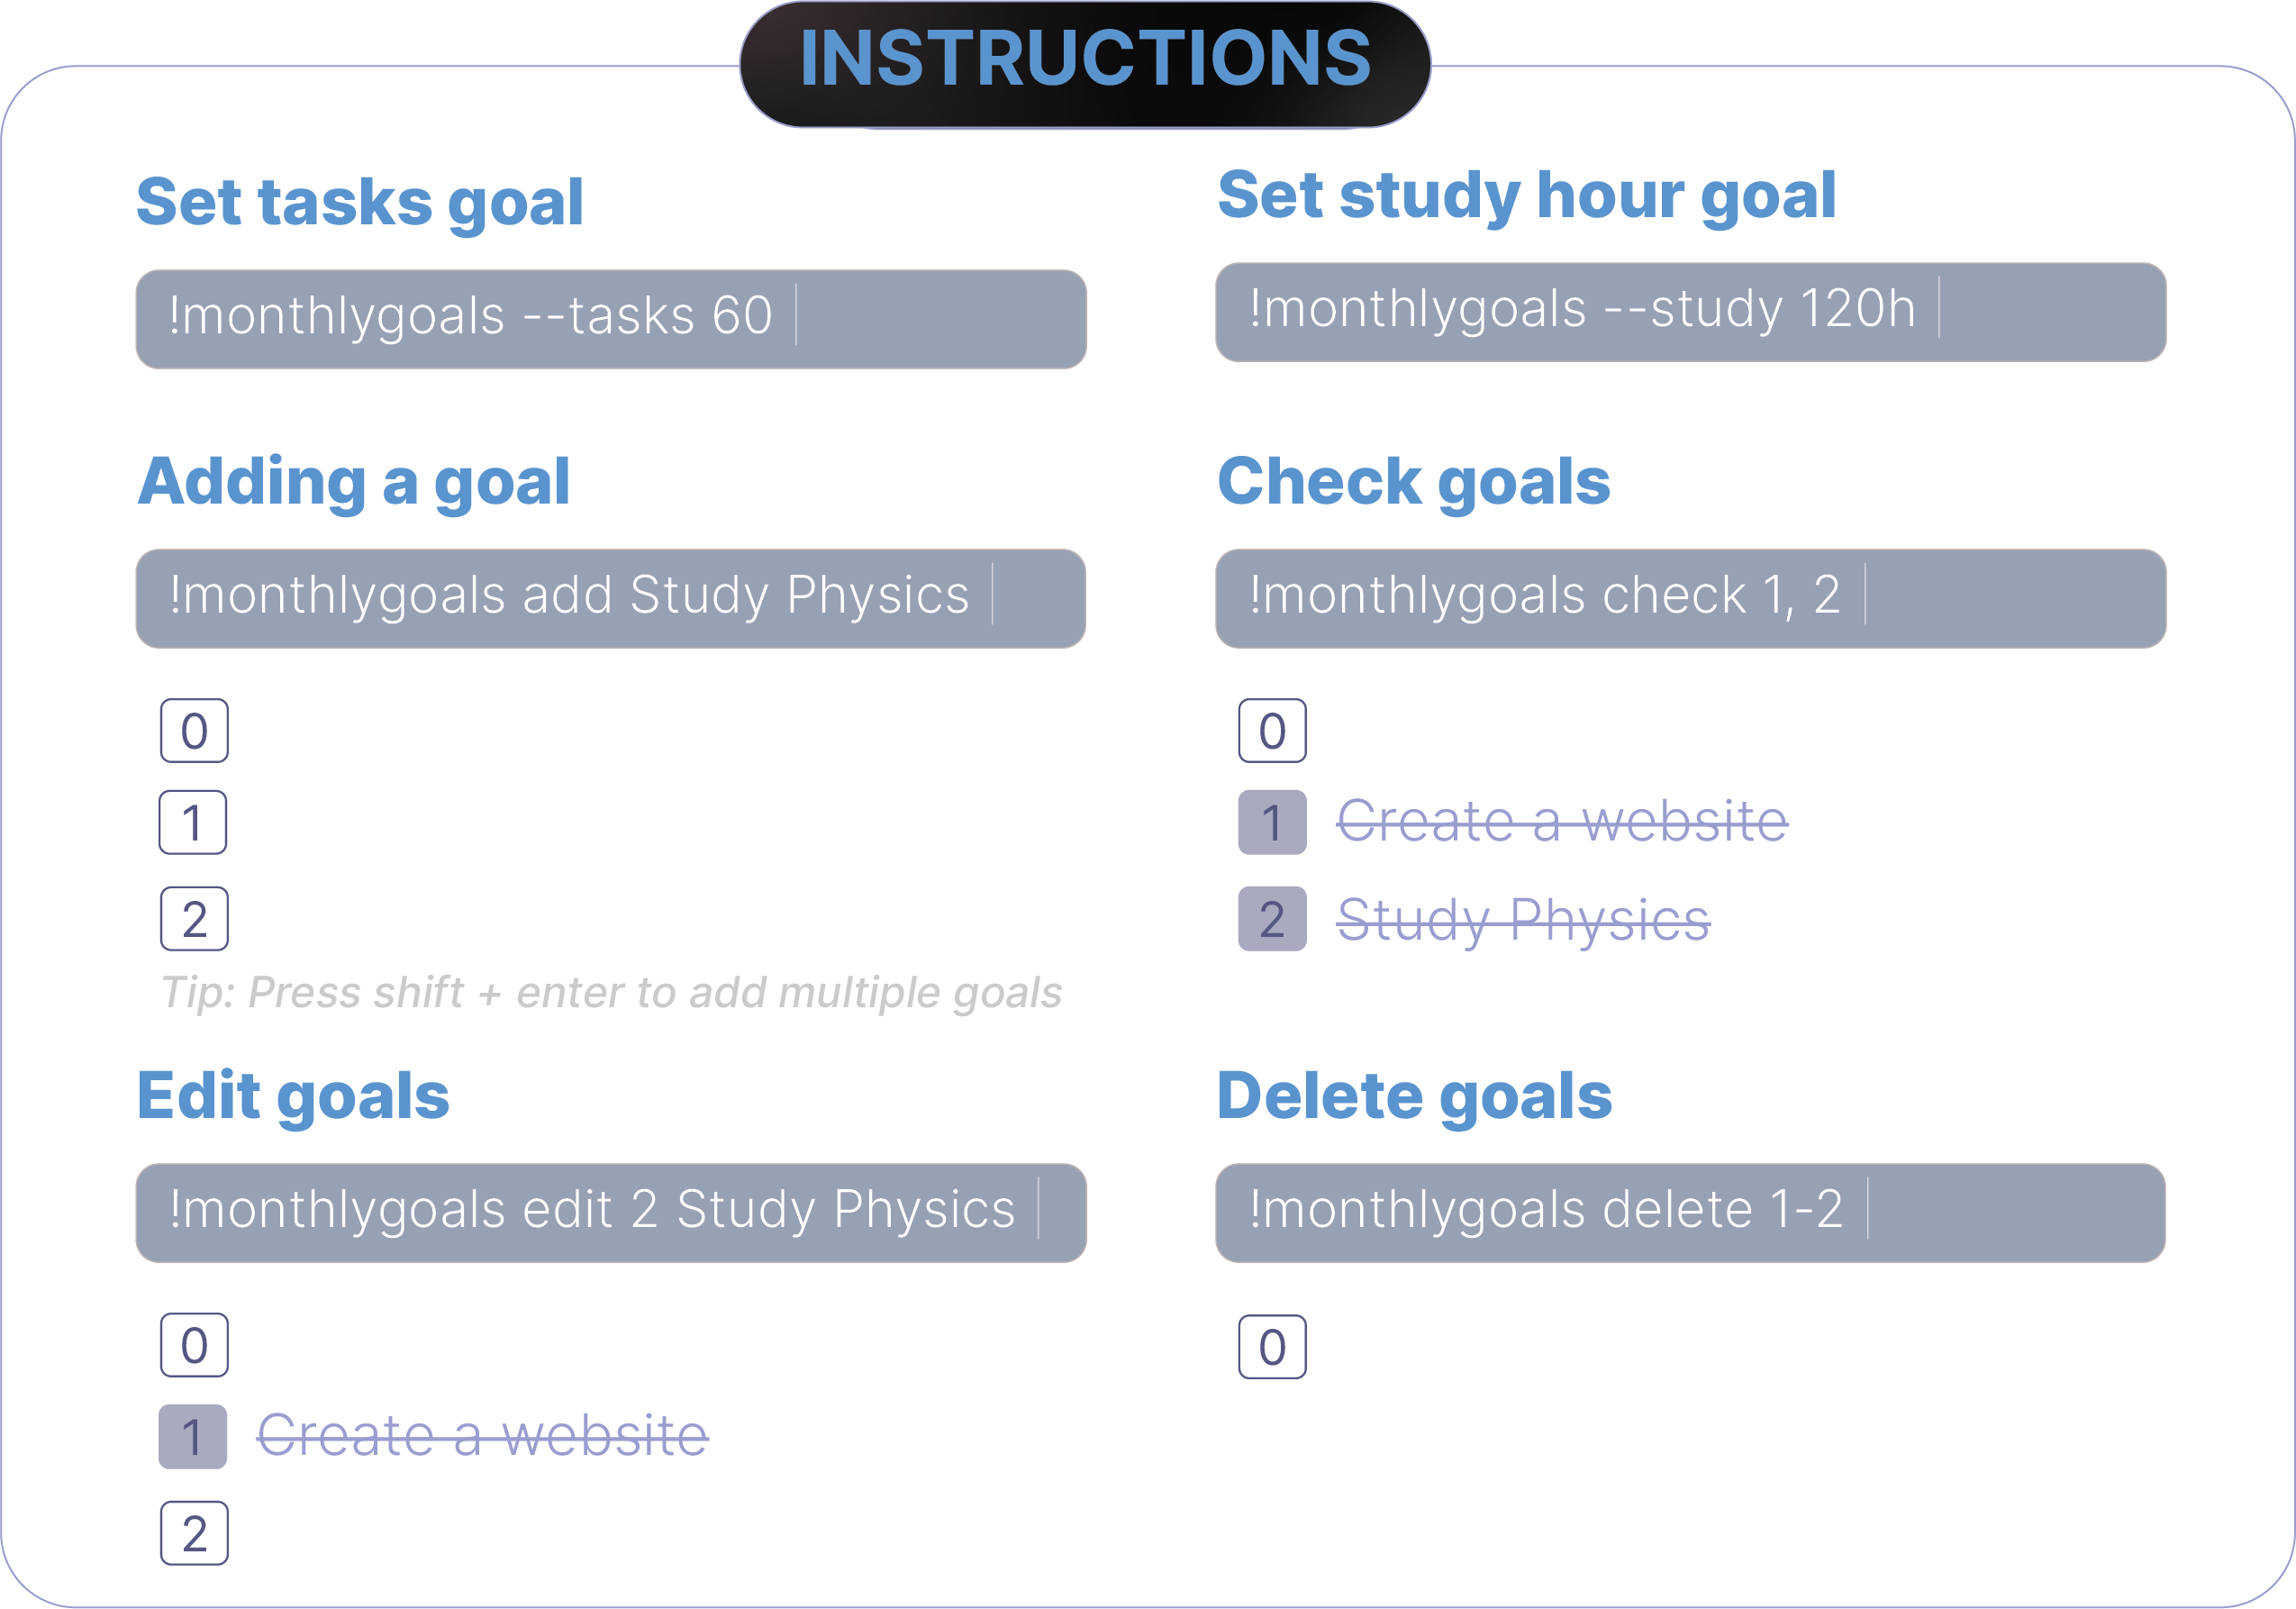 INSTRUCTIONS
Set tasks goal
!monthlygoals --tasks 60
Set study hour goal
!monthlygoals --study 120h
Adding a goal
!monthlygoals add Study Physics
0
1
2
Tip: Press shift + enter to add multiple goals
Check goals
!monthlygoals check 1, 2
0
1 Create a website
2 Study Physics
Edit goals
!monthlygoals edit 2 Study Physics
0
1 Create a website
2
Delete goals
!monthlygoals delete 1-2
0